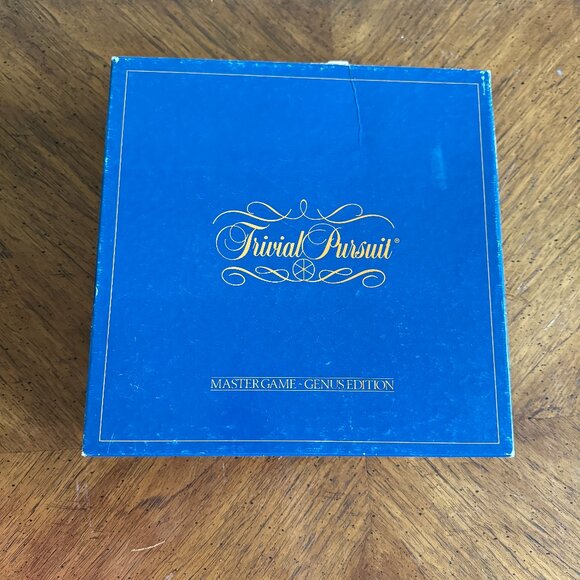 Trivial Pursuit®
MASTER GAME ~ GENUS EDITION